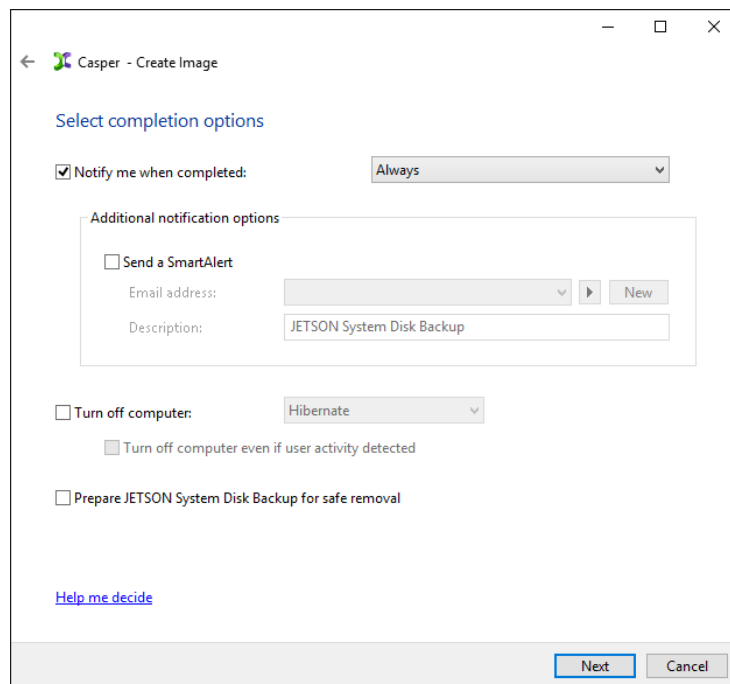 Casper - Create Image
Select completion options
Notify me when completed: Always
Additional notification options
Send a SmartAlert
Email address: New
Description: JETSON System Disk Backup
Turn off computer: Hibernate
Turn off computer even if user activity detected
Prepare JETSON System Disk Backup for safe removal
Help me decide
Next Cancel